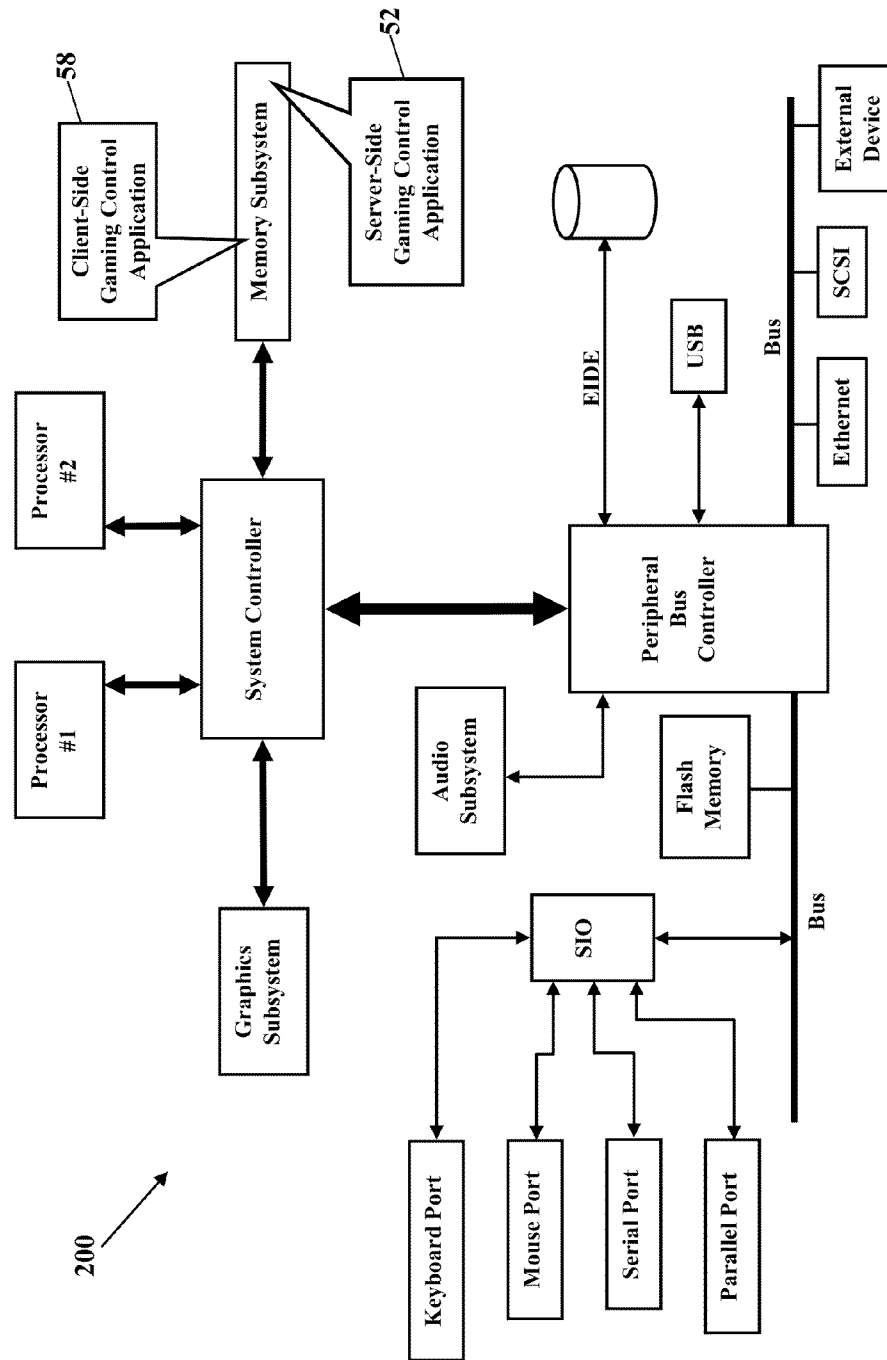 200
Processor
#1
Processor
#2
58
Client-Side
Gaming Control
Application
Graphics
Subsystem
System Controller
Memory Subsystem
Server-Side
Gaming Control
Application
52
Keyboard Port
Mouse Port
Serial Port
Parallel Port
SIO
Audio
Subsystem
Flash
Memory
Bus
Peripheral
Bus
Controller
EIDE
USB
Bus
Ethernet
SCSI
External
Device